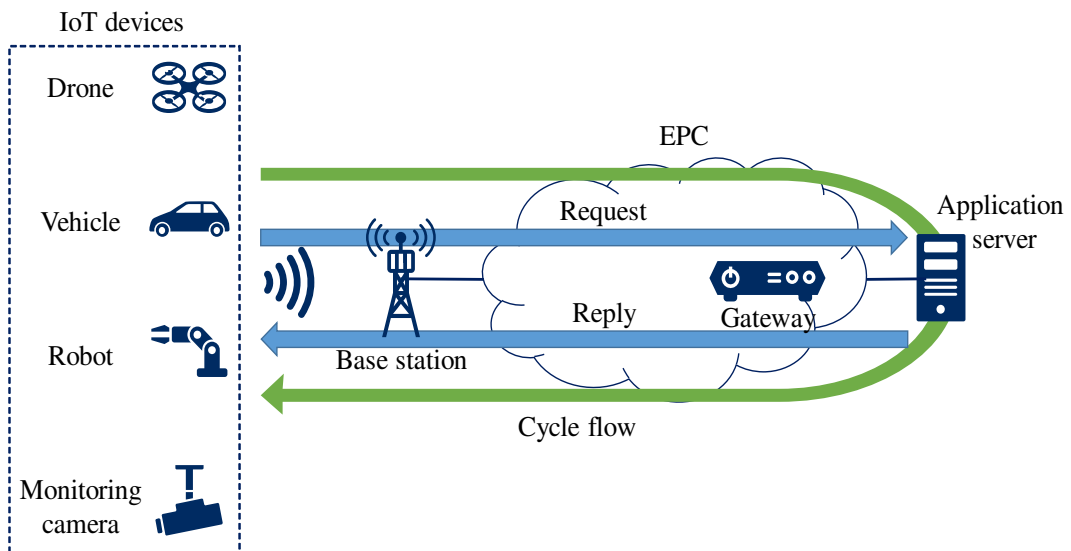 IoT devices
Drone
EPC
Vehicle
Request
Application
server
Reply
Gateway
Robot
Base station
Cycle flow
Monitoring
camera